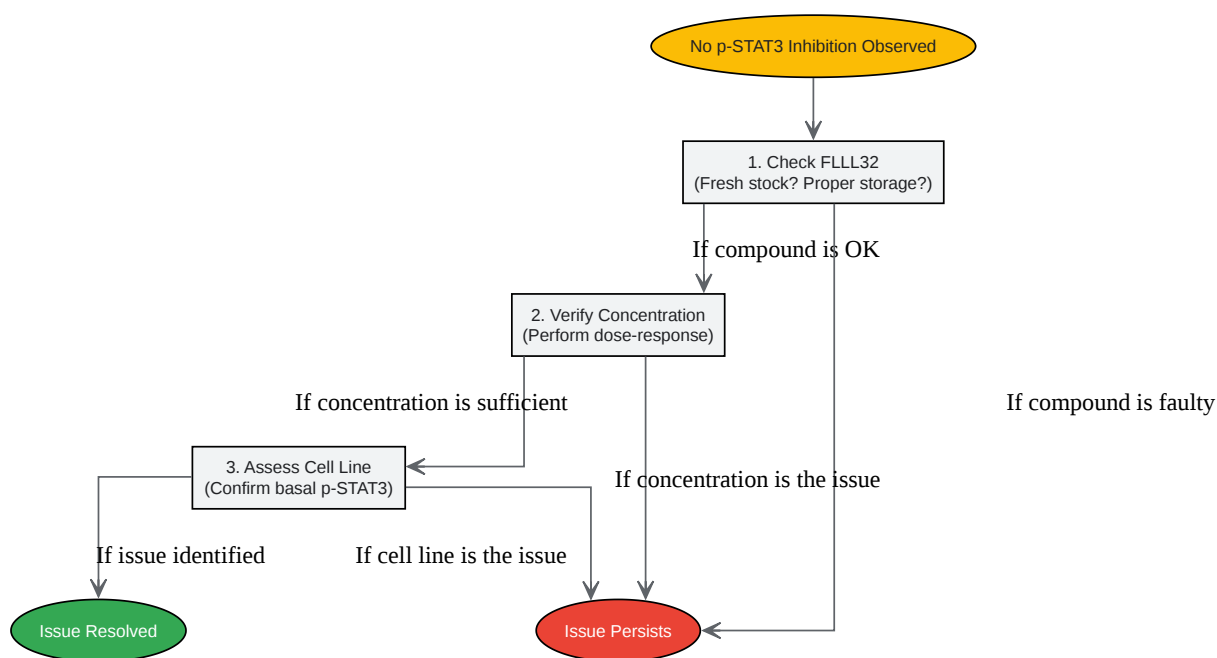 No p-STAT3 Inhibition Observed
1. Check FLLL32
(Fresh stock? Proper storage?)
If compound is OK
2. Verify Concentration
(Perform dose-response)
If concentration is sufficient
If compound is faulty
3. Assess Cell Line
(Confirm basal p-STAT3)
If concentration is the issue
If issue identified
If cell line is the issue
Issue Resolved
Issue Persists